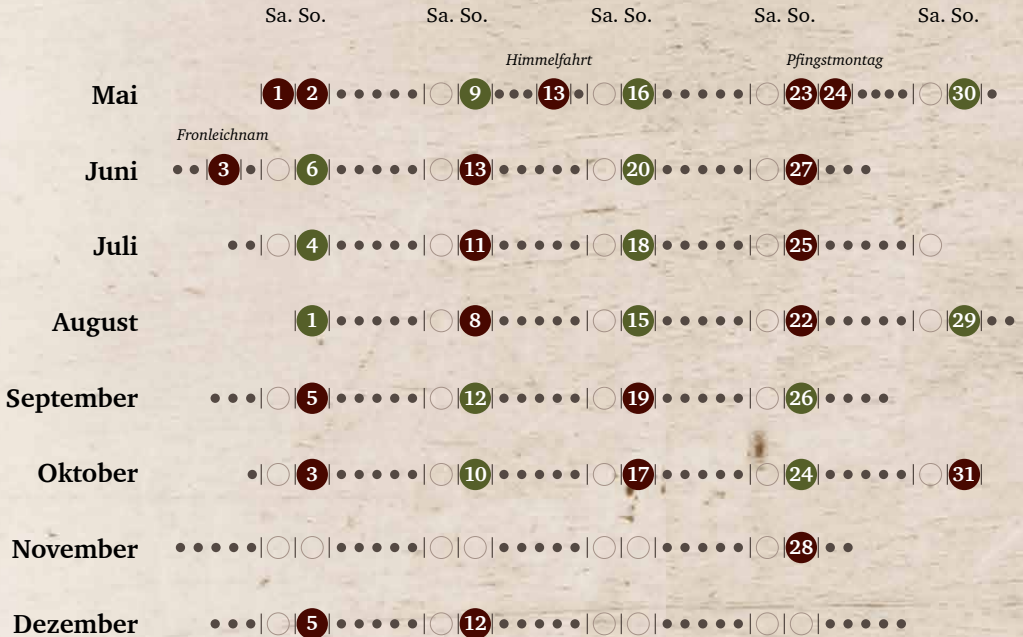 Sa. So. Sa. So. Sa. So. Sa. So. Sa. So.
Himmelfahrt Pfingstmontag
Mai 1 2 9 13 16 23 24 30
Fronleichnam
Juni 3 6 13 20 27
Juli 4 11 18 25
August 1 8 15 22 29
September 5 12 19 26
Oktober 3 10 17 24 31
November 28
Dezember 5 12